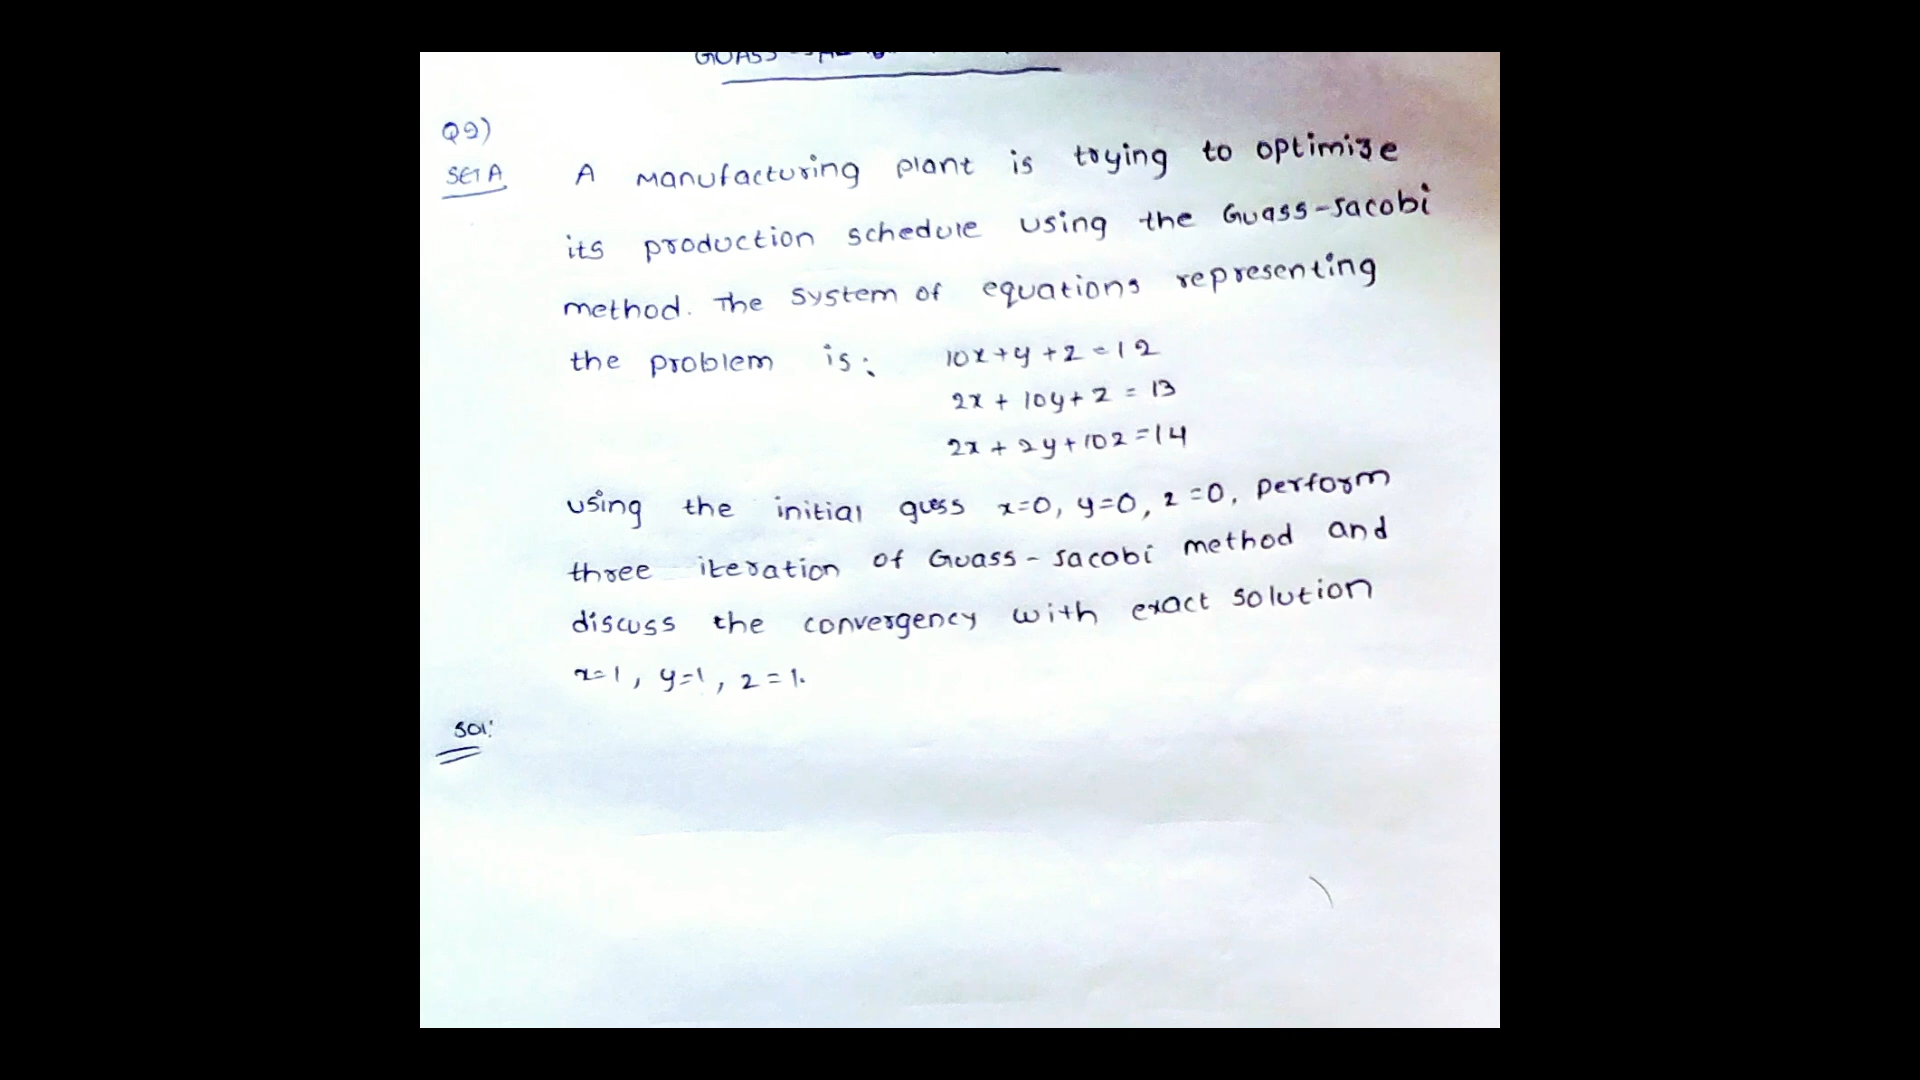 GUASS
Q9)
SET A
A manufacturing plant is trying to optimize
its production schedule using the Guass-Jacobi
method. The system of equations representing
the problem is:
10x+y+z=12
2x + 10y+z = 13
2x + 2y+10z=14
using the initial guess x=0, y=0, z=0, perform
three iteration of Guass-Jacobi method and
discuss the convergency with exact solution
x=1, y=1, z=1.
Sol: